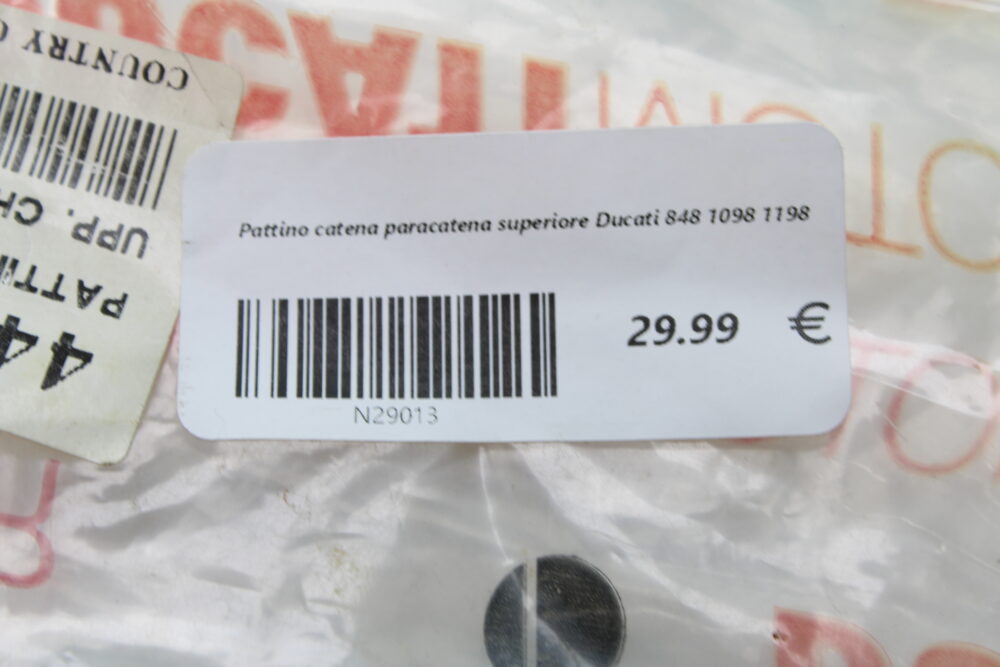 COUNTRY O
UPP. CH
PATTI
44
Pattino catena paracatena superiore Ducati 848 1098 1198
29.99 €
N29013